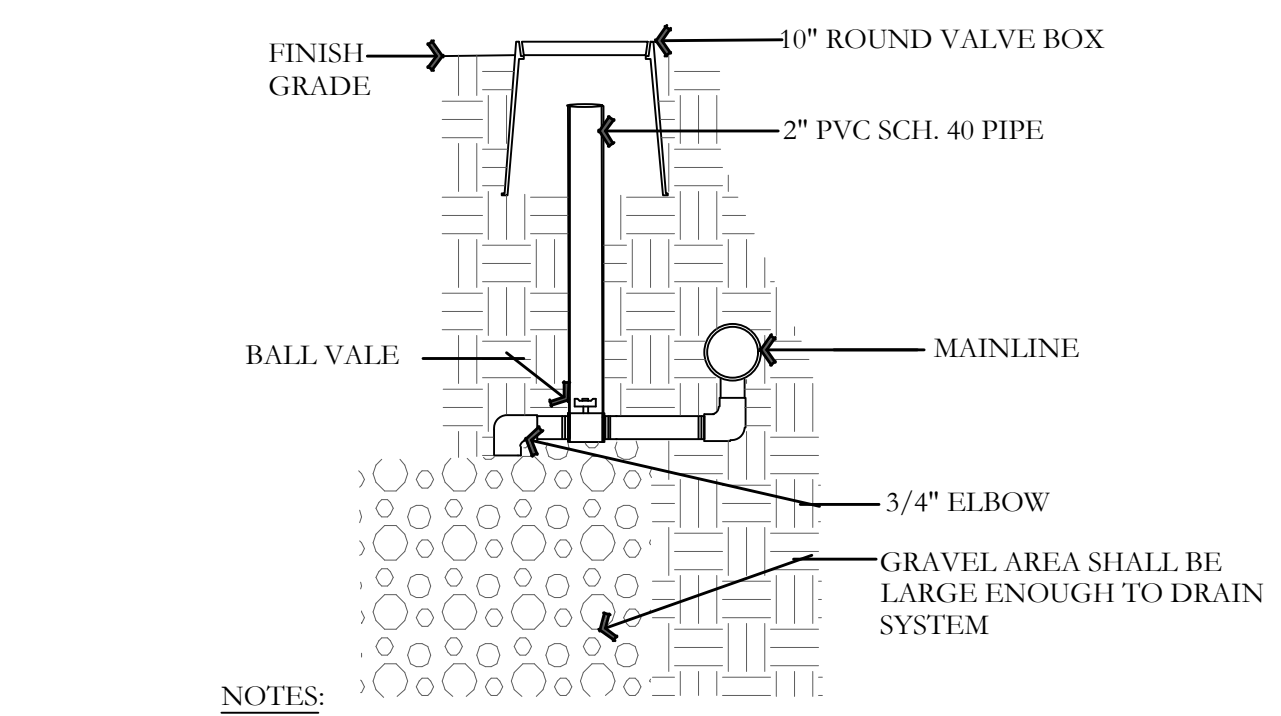 FINISH
GRADE
10" ROUND VALVE BOX
2" PVC SCH. 40 PIPE
BALL VALE
MAINLINE
3/4" ELBOW
GRAVEL AREA SHALL BE
LARGE ENOUGH TO DRAIN
SYSTEM
NOTES: